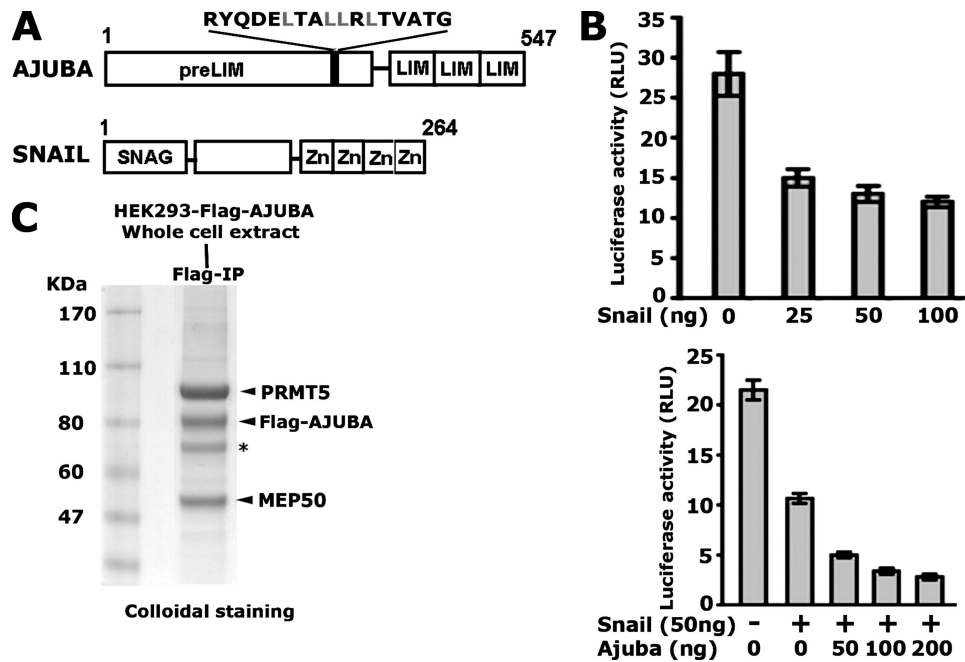 A
RYQDELTALLRLTVATG
1
547
AJUBA
preLIM
LIM LIM LIM
1
264
SNAIL
SNAG
Zn Zn Zn Zn
B
Luciferase activity (RLU)
35
30
25
20
15
10
5
0
Snail (ng) 0 25 50 100
Luciferase activity (RLU)
25
20
15
10
5
0
Snail (50ng) - + + + +
Ajuba (ng) 0 0 50 100 200
C
HEK293-Flag-AJUBA
Whole cell extract
Flag-IP
KDa
170
110
80
60
47
PRMT5
Flag-AJUBA
*
MEP50
Colloidal staining